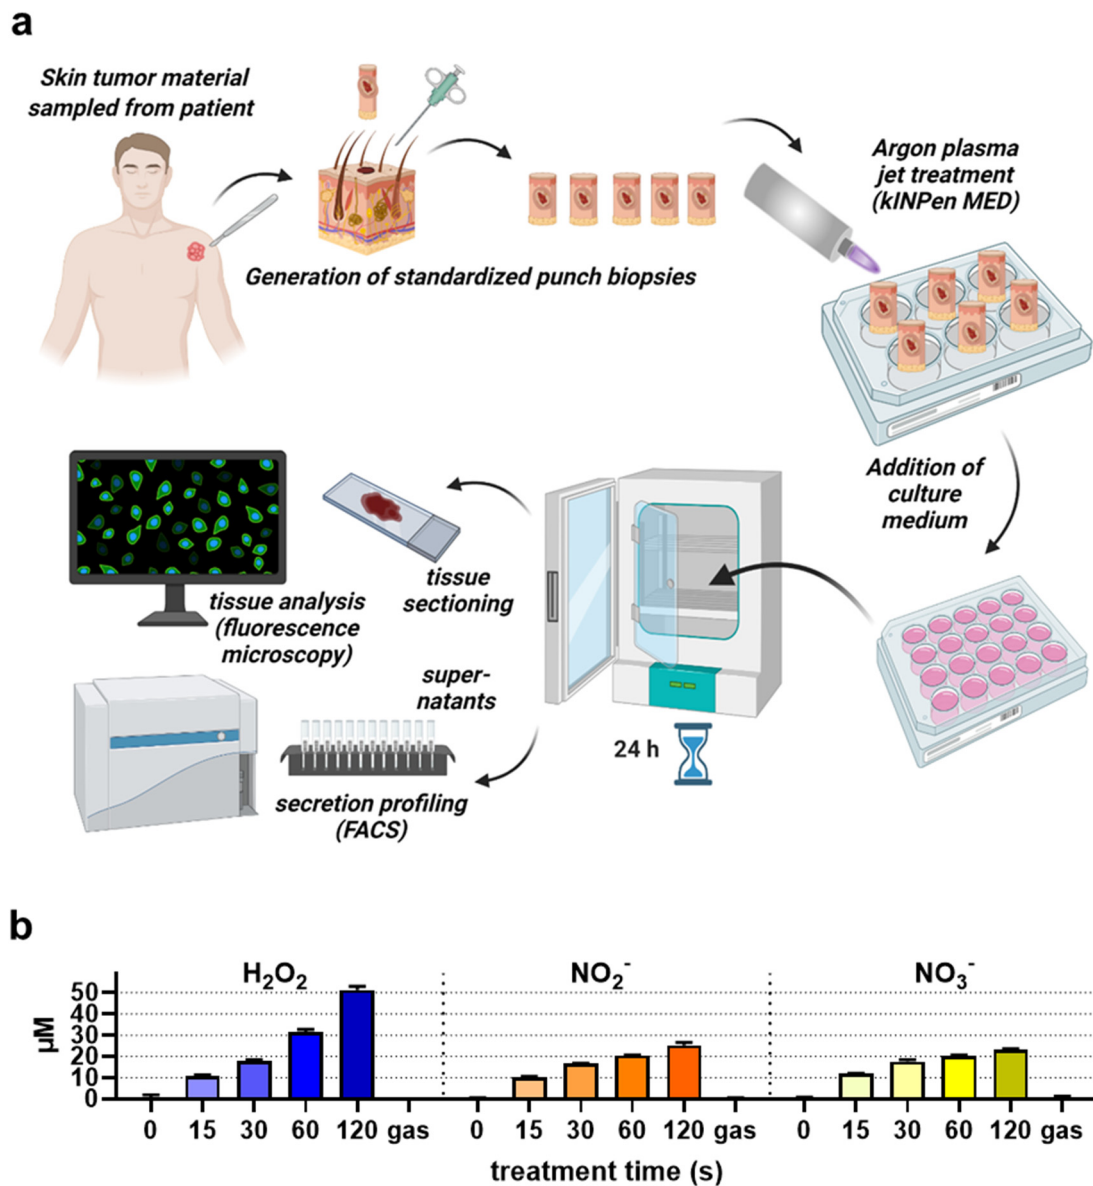 a
Skin tumor material
sampled from patient
Generation of standardized punch biopsies
Argon plasma
jet treatment
(kINPen MED)
Addition of
culture
medium
tissue
sectioning
tissue analysis
(fluorescence
microscopy)
super-
natants
24 h
secretion profiling
(FACS)
b
H₂O₂ NO₂⁻ NO₃⁻
µM
50
40
30
20
10
0
0 15 30 60 120 gas 0 15 30 60 120 gas 0 15 30 60 120 gas
treatment time (s)